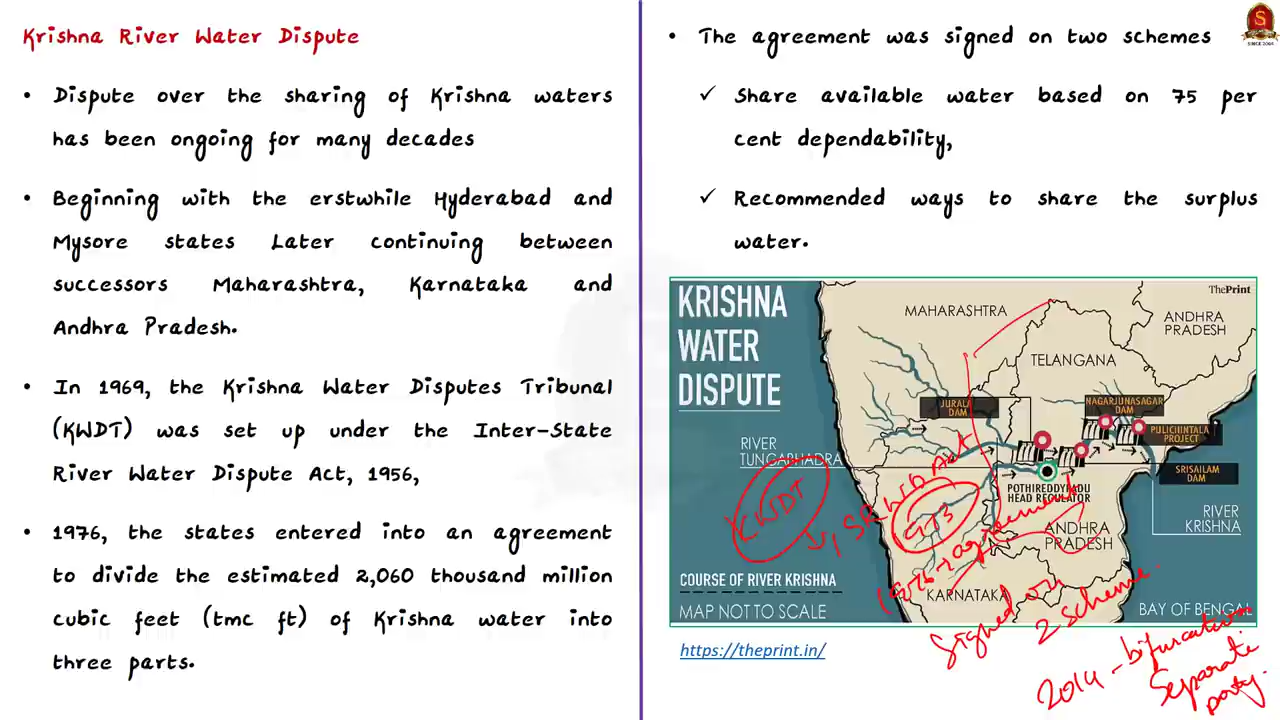 Krishna River Water Dispute
• Dispute over the sharing of Krishna waters
has been ongoing for many decades
• Beginning with the erstwhile Hyderabad and
Mysore states Later continuing between
successors Maharashtra, Karnataka and
Andhra Pradesh.
• In 1969, the Krishna Water Disputes Tribunal
(KWDT) was set up under the Inter-State
River Water Dispute Act, 1956,
• 1976, the states entered into an agreement
to divide the estimated 2,060 thousand million
cubic feet (tmc ft) of Krishna water into
three parts.
• The agreement was signed on two schemes
✓ Share available water based on 75 per
cent dependability,
✓ Recommended ways to share the surplus
water.
S
SINCE 2004
KRISHNA
WATER
DISPUTE
ThePrint
MAHARASHTRA
ANDHRA
PRADESH
TELANGANA
JURALA
DAM
NAGARJUNASAGAR
DAM
PULICHINTALA
PROJECT
RIVER
TUNGABHADRA
SRISAILAM
DAM
POTHIREDDYPADU
HEAD REGULATOR
RIVER
KRISHNA
ANDHRA
PRADESH
COURSE OF RIVER KRISHNA
KARNATAKA
MAP NOT TO SCALE
BAY OF BENGAL
KWDT
Act
1976 agreement
Signed on
2 scheme.
2014 - bifurcation
Separate
party.
https://theprint.in/